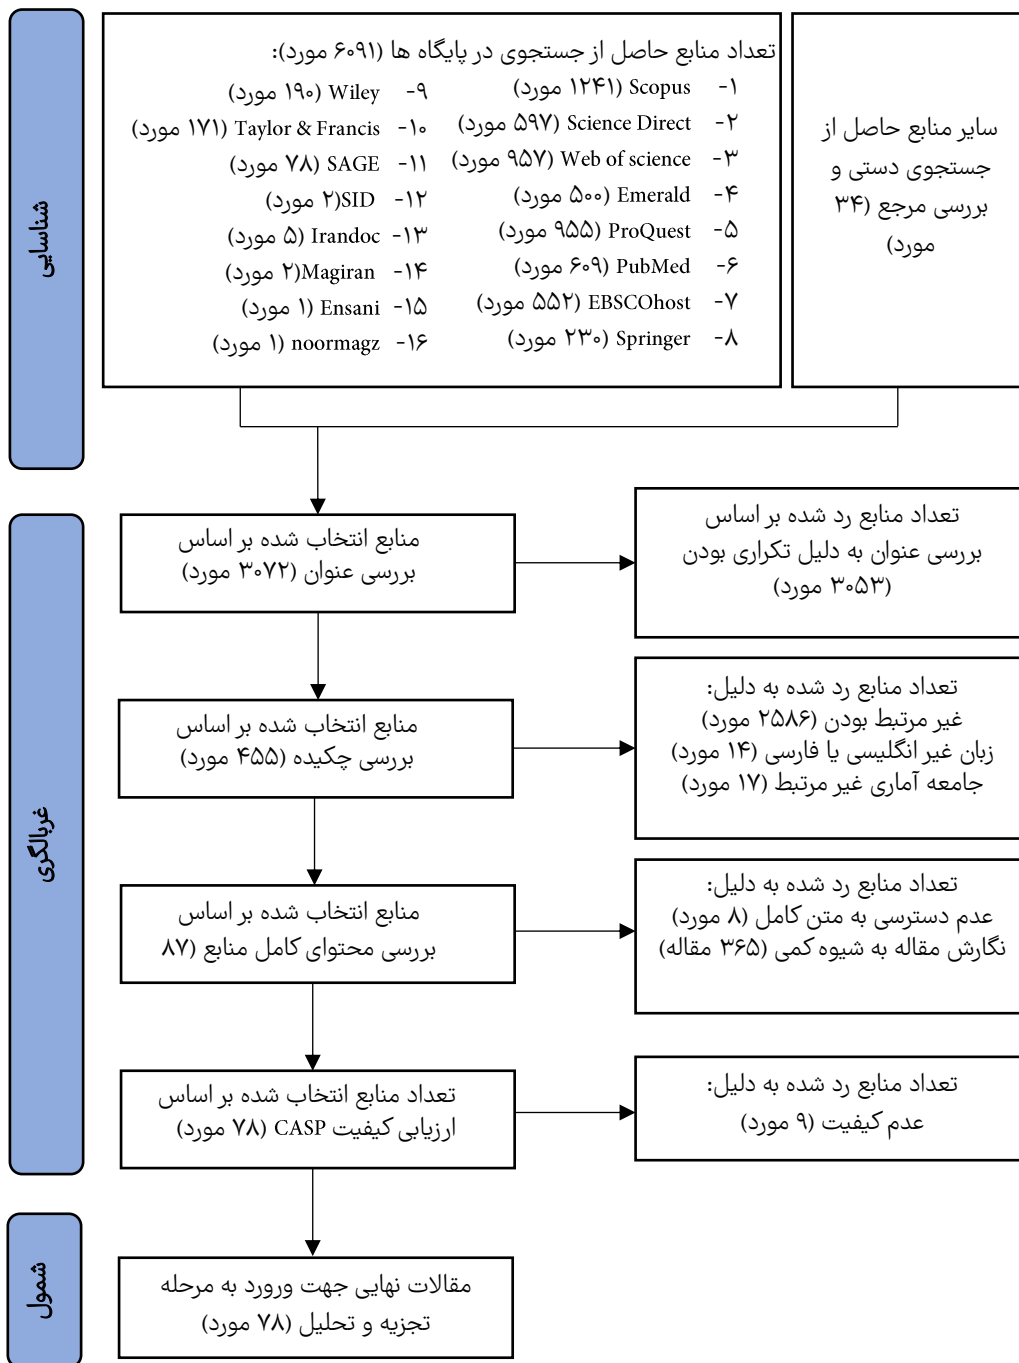 شناسایی
تعداد منابع حاصل از جستجوی در پایگاه ها (۶۰۹۱ مورد):
۱- Scopus (۱۲۴۱ مورد)
۲- Science Direct (۵۹۷ مورد)
۳- Web of science (۹۵۷ مورد)
۴- Emerald (۵۰۰ مورد)
۵- ProQuest (۹۵۵ مورد)
۶- PubMed (۶۰۹ مورد)
۷- EBSCOhost (۵۵۲ مورد)
۸- Springer (۲۳۰ مورد)
۹- Wiley (۱۹۰ مورد)
۱۰- Taylor & Francis (۱۷۱ مورد)
۱۱- SAGE (۷۸ مورد)
۱۲- SID(۲ مورد)
۱۳- Irandoc (۵ مورد)
۱۴- Magiran(۲ مورد)
۱۵- Ensani (۱ مورد)
۱۶- noormagz (۱ مورد)
سایر منابع حاصل از
جستجوی دستی و
بررسی مرجع (۳۴
مورد)
غربالگری
منابع انتخاب شده بر اساس
بررسی عنوان (۳۰۷۲ مورد)
تعداد منابع رد شده بر اساس
بررسی عنوان به دلیل تکراری بودن
(۳۰۵۳ مورد)
منابع انتخاب شده بر اساس
بررسی چکیده (۴۵۵ مورد)
تعداد منابع رد شده به دلیل:
غیر مرتبط بودن (۲۵۸۶ مورد)
زبان غیر انگلیسی یا فارسی (۱۴ مورد)
جامعه آماری غیر مرتبط (۱۷ مورد)
منابع انتخاب شده بر اساس
بررسی محتوای کامل منابع (۸۷
تعداد منابع رد شده به دلیل:
عدم دسترسی به متن کامل (۸ مورد)
نگارش مقاله به شیوه کمی (۳۶۵ مقاله)
تعداد منابع انتخاب شده بر اساس
ارزیابی کیفیت CASP (۷۸ مورد)
تعداد منابع رد شده به دلیل:
عدم کیفیت (۹ مورد)
شمول
مقالات نهایی جهت ورورد به مرحله
تجزیه و تحلیل (۷۸ مورد)